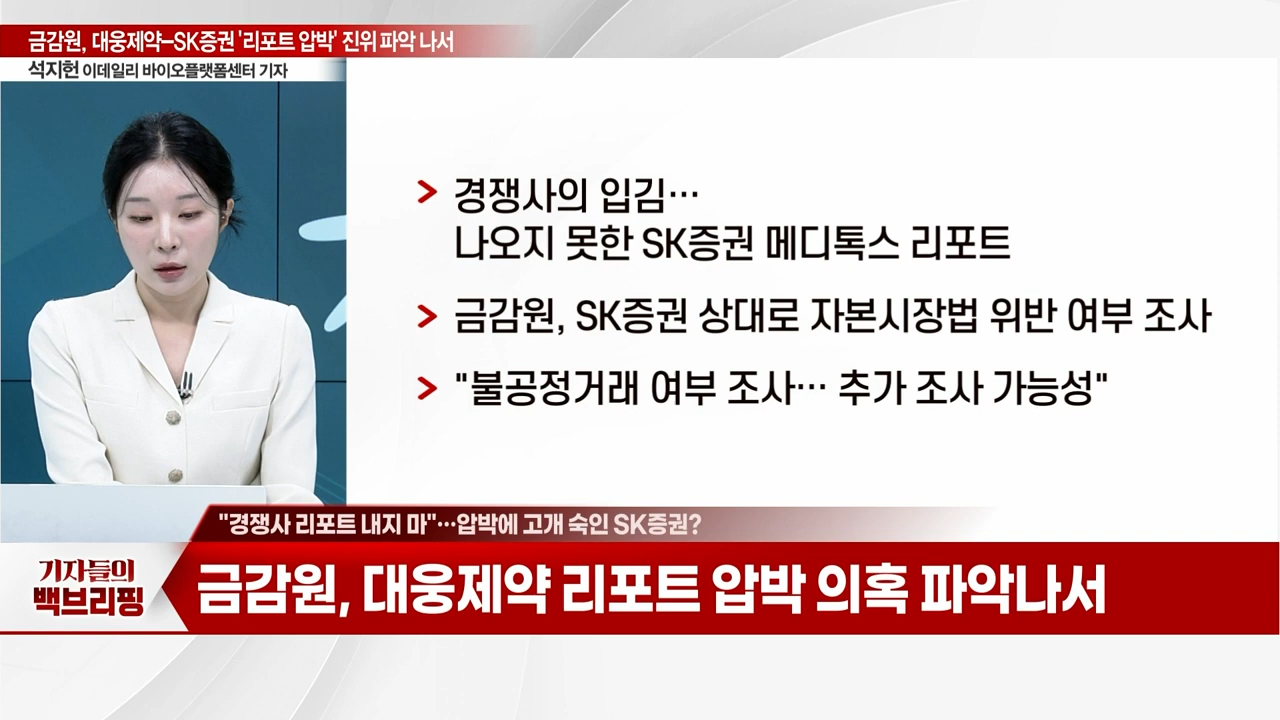 금감원, 대웅제약-SK증권 '리포트 압박' 진위 파악 나서
석지헌 이데일리 바이오플랫폼센터 기자
> 경쟁사의 입김…
나오지 못한 SK증권 메디톡스 리포트
> 금감원, SK증권 상대로 자본시장법 위반 여부 조사
> "불공정거래 여부 조사… 추가 조사 가능성"
"경쟁사 리포트 내지 마"…압박에 고개 숙인 SK증권?
기자들의
백브리핑
금감원, 대웅제약 리포트 압박 의혹 파악나서